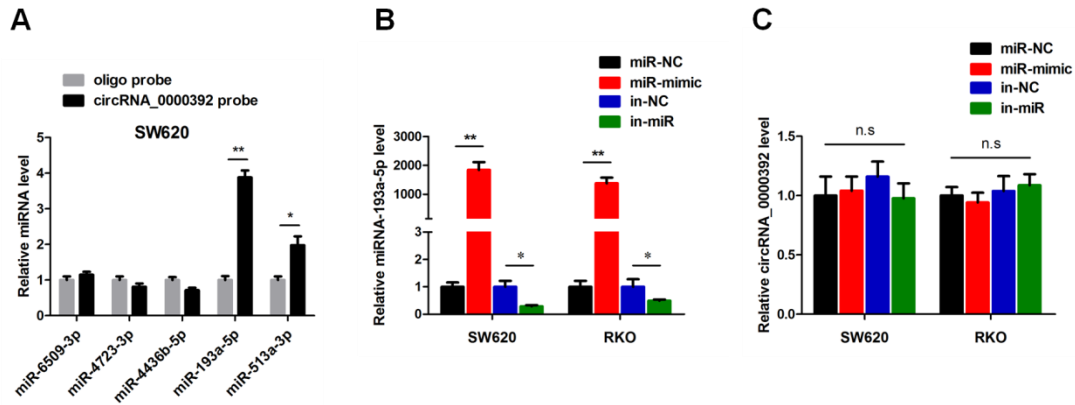 A
oligo probe
circRNA_0000392 probe
SW620
Relative miRNA level
5
4
3
2
1
0
**
*
miR-6509-3p
miR-4723-3p
miR-4436b-5p
miR-193a-5p
miR-513a-3p
B
miR-NC
miR-mimic
in-NC
in-miR
Relative miRNA-193a-5p level
3000
2000
1000
2
1
0
**
*
**
*
SW620
RKO
C
miR-NC
miR-mimic
in-NC
in-miR
Relative circRNA_0000392 level
1.5
1.0
0.5
0.0
n.s
n.s
SW620
RKO